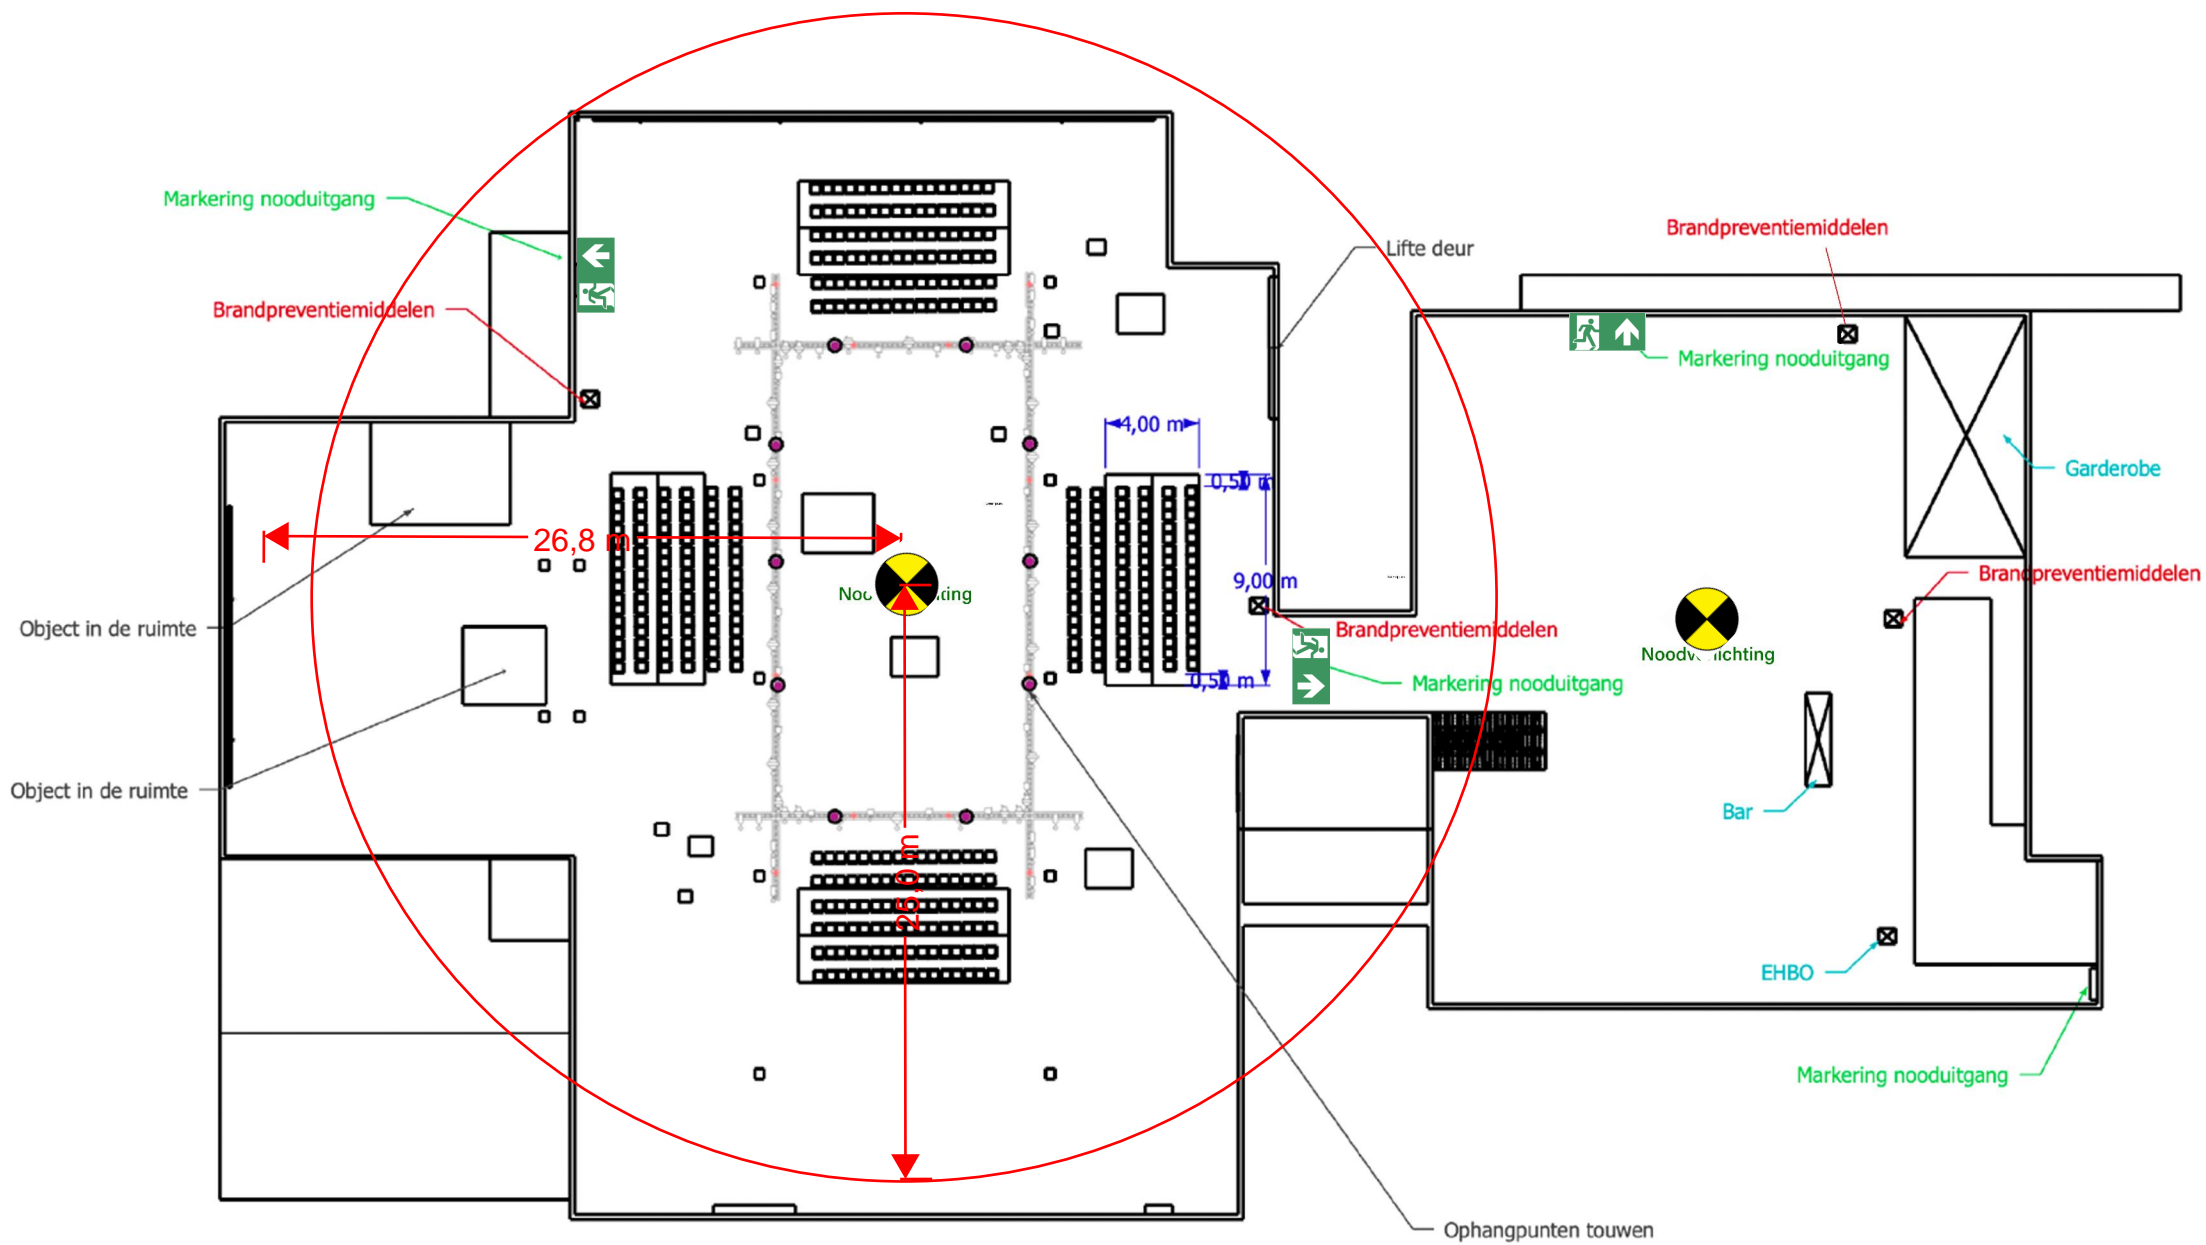 Markering nooduitgang
Brandpreventiemiddelen
Lifte deur
Brandpreventiemiddelen
Markering nooduitgang
4,00 m
Garderobe
0,50 m
26,8 m
9,00 m
Brandpreventiemiddelen
Object in de ruimte
Brandpreventiemiddelen
Noodverlichting
0,50 m
Markering nooduitgang
Object in de ruimte
Bar
25,0 m
EHBO
Markering nooduitgang
Ophangpunten touwen